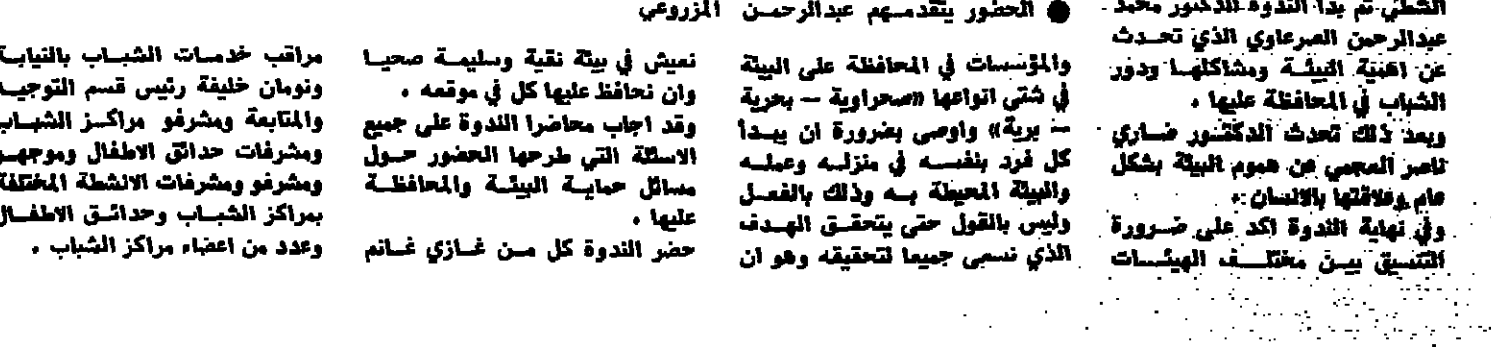 ● الحضور يتقدمهم عبدالرحمن المزروعي
الشطي ثم بدأ الندوة الدكتور محمد
عبدالرحمن الصرعاوي الذي تحدث
عن اهمية البيئة ومشاكلها ودور
الشباب في المحافظة عليها .
وبعد ذلك تحدث الدكتور ضاري
ناصر العجمي عن هموم البيئة بشكل
عام وعلاقتها بالانسان .
وفي نهاية الندوة اكد على ضرورة
التنسيق بين مختلف الهيئات
والمؤسسات في المحافظة على البيئة
في شتى انواعها «صحراوية – بحرية
– برية» واوصى بضرورة ان يبدأ
كل فرد بنفسه في منزله وعمله
والبيئة المحيطة به وذلك بالفعل
وليس بالقول حتى يتحقق الهدف
الذي نسعى جميعا لتحقيقه وهو ان
نعيش في بيئة نقية وسليمة صحيا
وان نحافظ عليها كل في موقعه .
وقد اجاب محاضرا الندوة على جميع
الاسئلة التي طرحها الحضور حول
مسائل حماية البيئة والمحافظة
عليها .
حضر الندوة كل من غازي غانم
مراقب خدمات الشباب بالنيابة
ونومان خليفة رئيس قسم التوجيه
والمتابعة ومشرفو مراكز الشباب
ومشرفات حدائق الاطفال وموجهو
ومشرفو ومشرفات الانشطة المختلفة
بمراكز الشباب وحدائق الاطفال
وعدد من اعضاء مراكز الشباب .